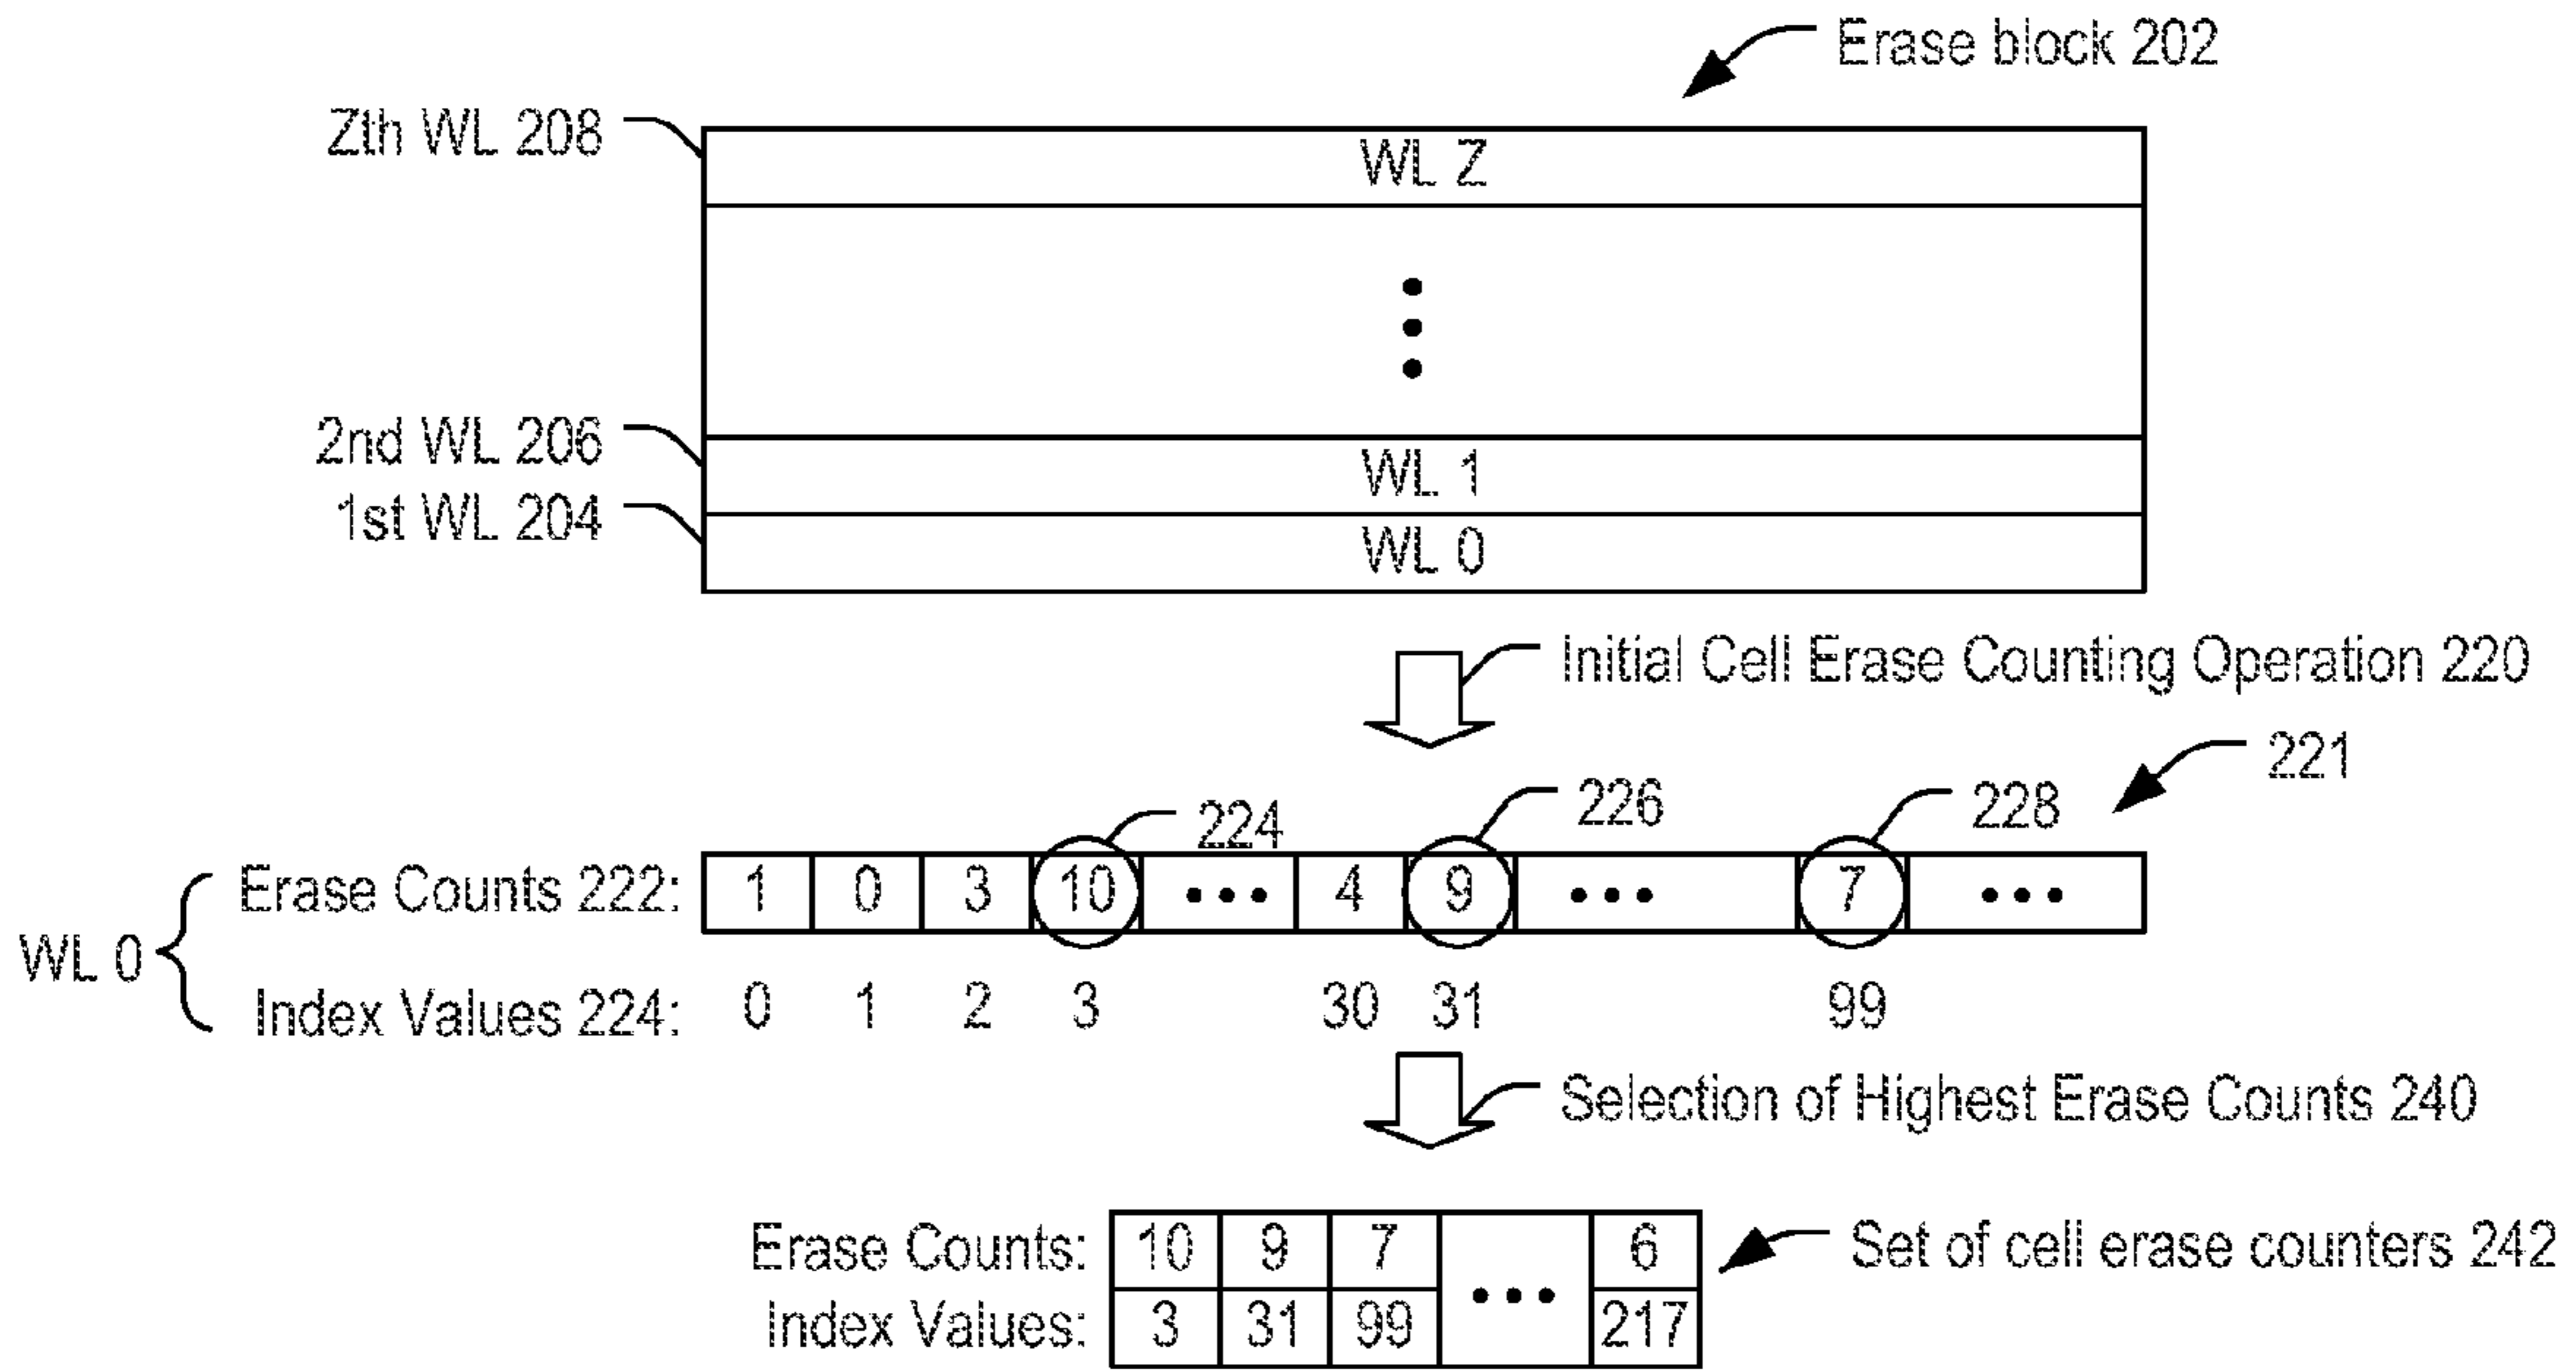 Erase block 202
Zth WL 208
WL Z
2nd WL 206
WL 1
1st WL 204
WL 0
Initial Cell Erase Counting Operation 220
221
224 226 228
Erase Counts 222: 1 0 3 10 ••• 4 9 ••• 7 •••
WL 0
Index Values 224: 0 1 2 3 30 31 99
Selection of Highest Erase Counts 240
Erase Counts: 10 9 7 6
Set of cell erase counters 242
•••
Index Values: 3 31 99 217